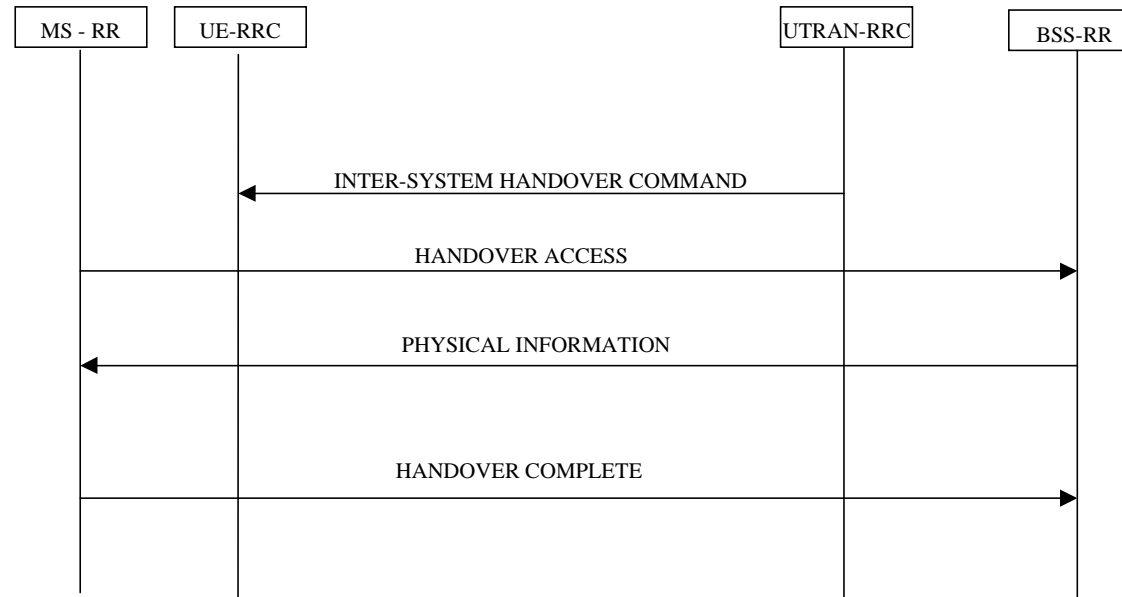 MS - RR
UE-RRC
UTRAN-RRC
BSS-RR
INTER-SYSTEM HANDOVER COMMAND
HANDOVER ACCESS
PHYSICAL INFORMATION
HANDOVER COMPLETE